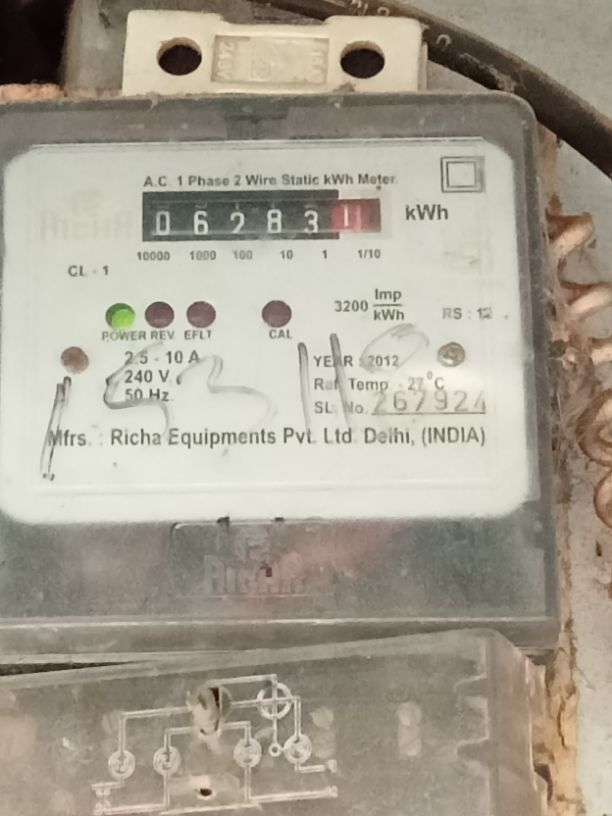 A.C. 1 Phase 2 Wire Static kWh Meter
0 6 2 8 3 1 kWh
10000 1000 100 10 1 1/10
CL - 1
3200 Imp/kWh
RS : 12
POWER REV. EFLT CAL
2.5 - 10 A
240 V.
50 Hz.
YEAR : 2012
Ref. Temp - 27°C
SL. No. 267924
Mfrs. : Richa Equipments Pvt. Ltd. Delhi, (INDIA)
RICHA